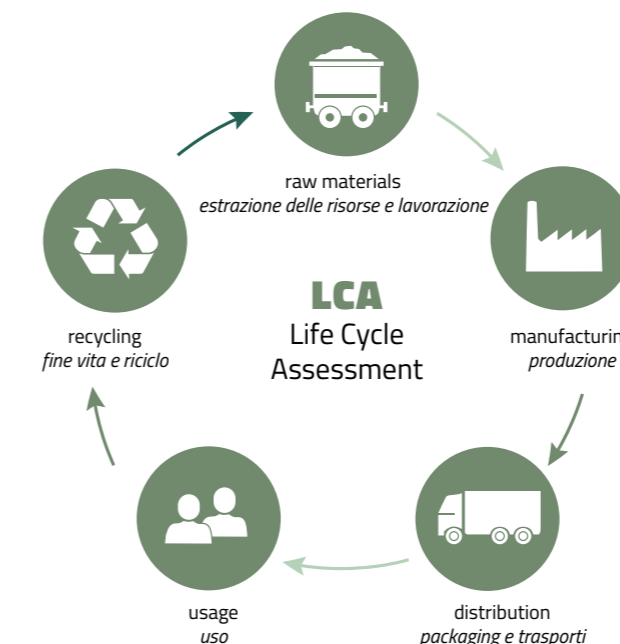 raw materials
estrazione delle risorse e lavorazione
LCA
Life Cycle
Assessment
recycling
fine vita e riciclo
manufacturin
produzione
usage
uso
distribution
packaging e trasporti